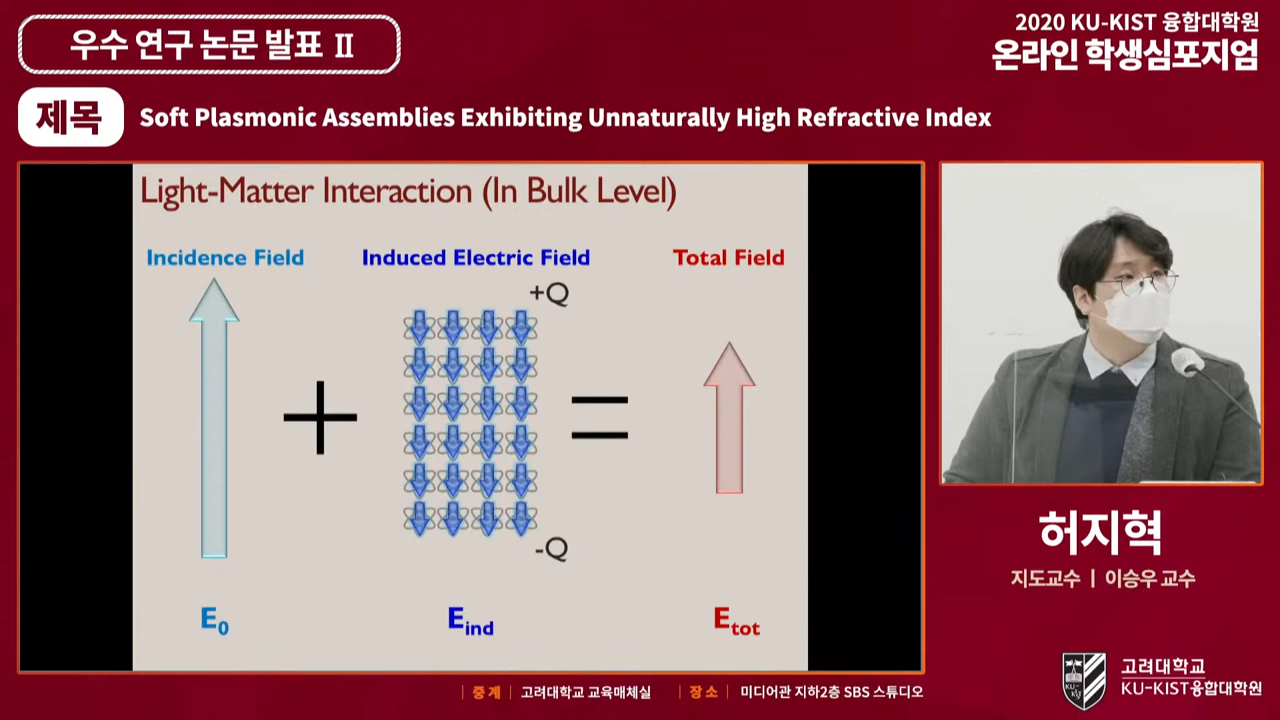 우수 연구 논문 발표 Ⅱ
2020 KU-KIST 융합대학원
온라인 학생심포지엄
제목
Soft Plasmonic Assemblies Exhibiting Unnaturally High Refractive Index
Light-Matter Interaction (In Bulk Level)
Incidence Field
Induced Electric Field
Total Field
+Q
+
=
-Q
E0
Eind
Etot
허지혁
지도교수 | 이승우 교수
고려대학교
KU-KIST융합대학원
KU-KIST
| 중계 | 고려대학교 교육매체실 | 장소 | 미디어관 지하2층 SBS 스튜디오